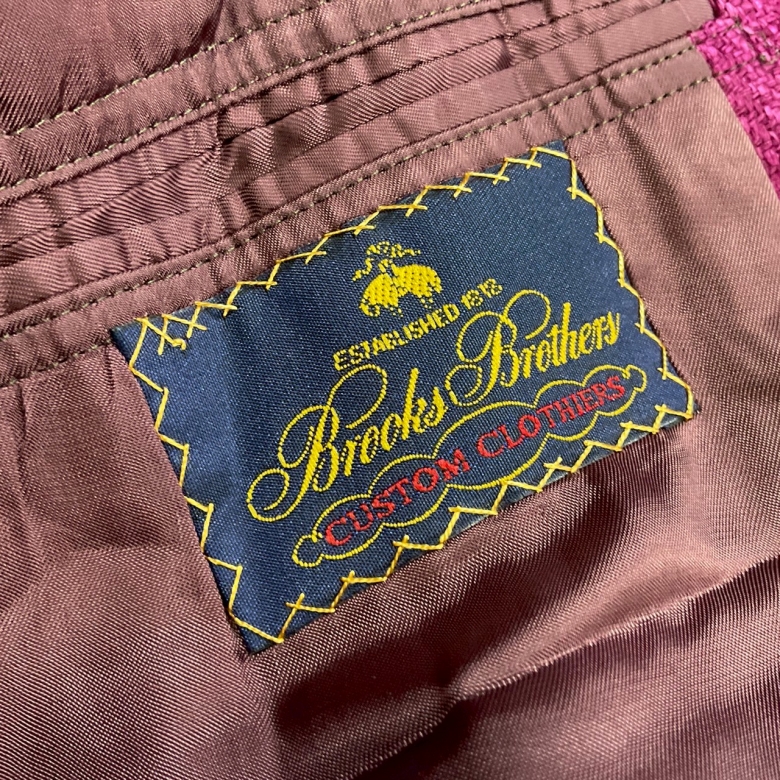 ESTABLISHED 1818
Brooks Brothers
CUSTOM CLOTHIERS